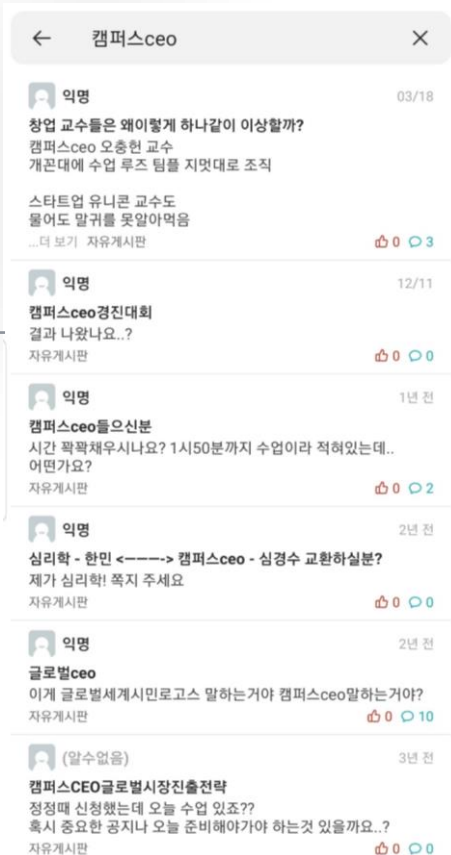 캠퍼스ceo
익명
03/18
창업 교수들은 왜이렇게 하나같이 이상할까?
캠퍼스ceo 오충헌 교수
개꼰대에 수업 루즈 팀플 지멋대로 조직
스타트업 유니콘 교수도
물어도 말귀를 못알아먹음
...더 보기 자유게시판
0 3
익명
12/11
캠퍼스ceo경진대회
결과 나왔나요..?
자유게시판
0 0
익명
1년 전
캠퍼스ceo들으신분
시간 꽉꽉채우시나요? 1시50분까지 수업이라 적혀있는데..
어떤가요?
자유게시판
0 2
익명
2년 전
심리학 - 한민 <----> 캠퍼스ceo - 심경수 교환하실분?
제가 심리학! 쪽지 주세요
자유게시판
0 0
익명
2년 전
글로벌ceo
이게 글로벌세계시민로고스 말하는거야 캠퍼스ceo말하는거야?
자유게시판
0 10
(알수없음)
3년 전
캠퍼스CEO글로벌시장진출전략
정정때 신청했는데 오늘 수업 있죠??
혹시 중요한 공지나 오늘 준비해야가야 하는것 있을까요..?
자유게시판
0 0